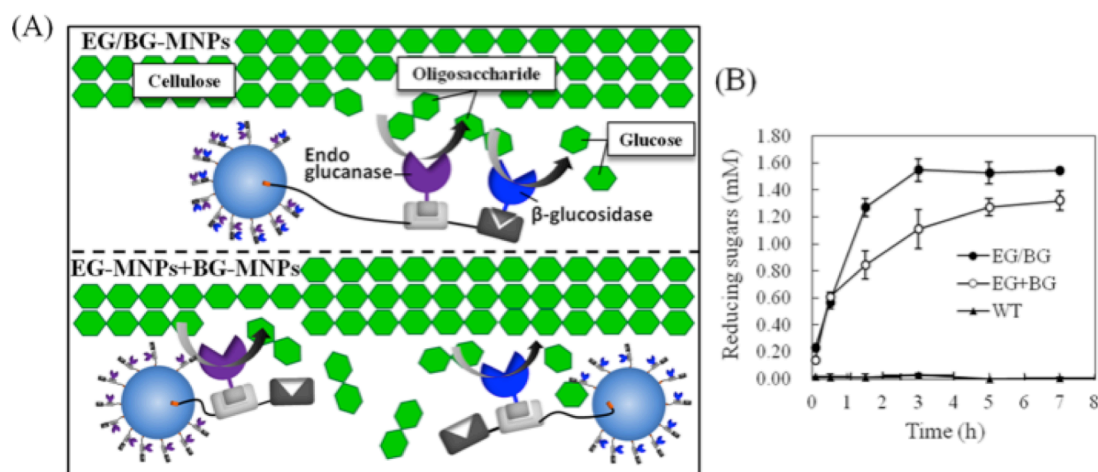 (A)
EG/BG-MNPs
Cellulose
Oligosaccharide
Glucose
Endo
glucanase
β-glucosidase
EG-MNPs+BG-MNPs
(B)
Reducing sugars (mM)
1.80
1.60
1.40
1.20
1.00
0.80
0.60
0.40
0.20
0.00
EG/BG
EG+BG
WT
0 1 2 3 4 5 6 7 8
Time (h)